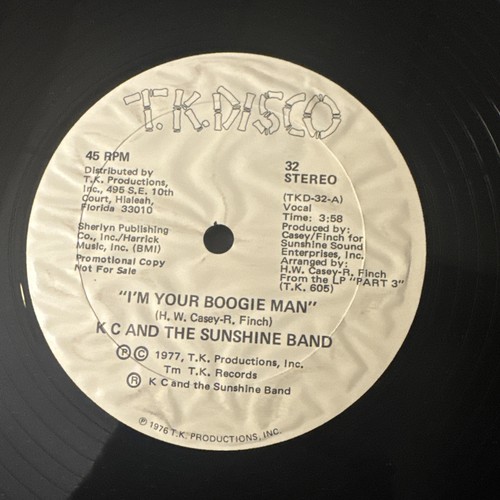 T.K. DISCO
45 RPM
Distributed by
T.K. Productions,
Inc., 495 S.E. 10th
Court, Hialeah,
Florida 33010
Sherlyn Publishing
Co., Inc./Harrick
Music, Inc. (BMI)
Promotional Copy
Not For Sale
32
STEREO
(TKD-32-A)
Vocal
Time: 3:58
Produced by:
Casey/Finch for
Sunshine Sound
Enterprises, Inc.
Arranged by:
H.W. Casey-R. Finch
From the LP "PART 3"
(T.K. 605)
"I'M YOUR BOOGIE MAN"
(H. W. Casey-R. Finch)
K C AND THE SUNSHINE BAND
Ⓟ © 1977, T.K. Productions, Inc.
Tm T.K. Records
® K C and the Sunshine Band
Ⓟ 1976 T.K. PRODUCTIONS, INC.